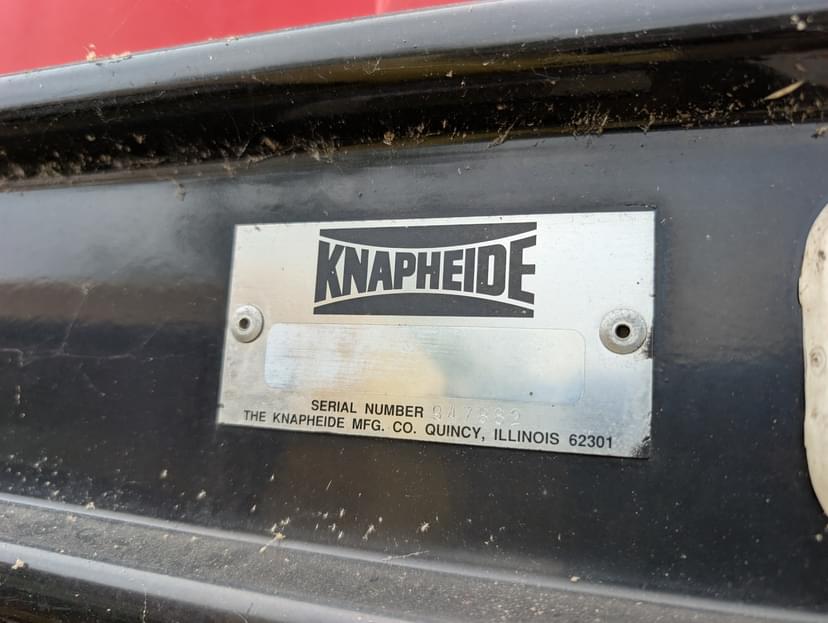 KNAPHEIDE
SERIAL NUMBER
THE KNAPHEIDE MFG. CO. QUINCY, ILLINOIS 62301